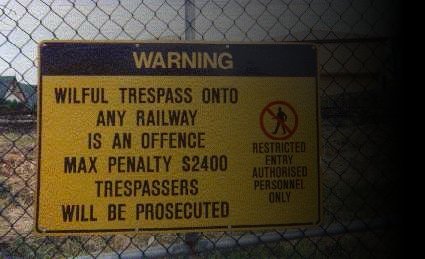 WARNING
WILFUL TRESPASS ONTO
ANY RAILWAY
IS AN OFFENCE
MAX PENALTY $2400
TRESPASSERS
WILL BE PROSECUTED
RESTRICTED
ENTRY
AUTHORISED
PERSONNEL
ONLY